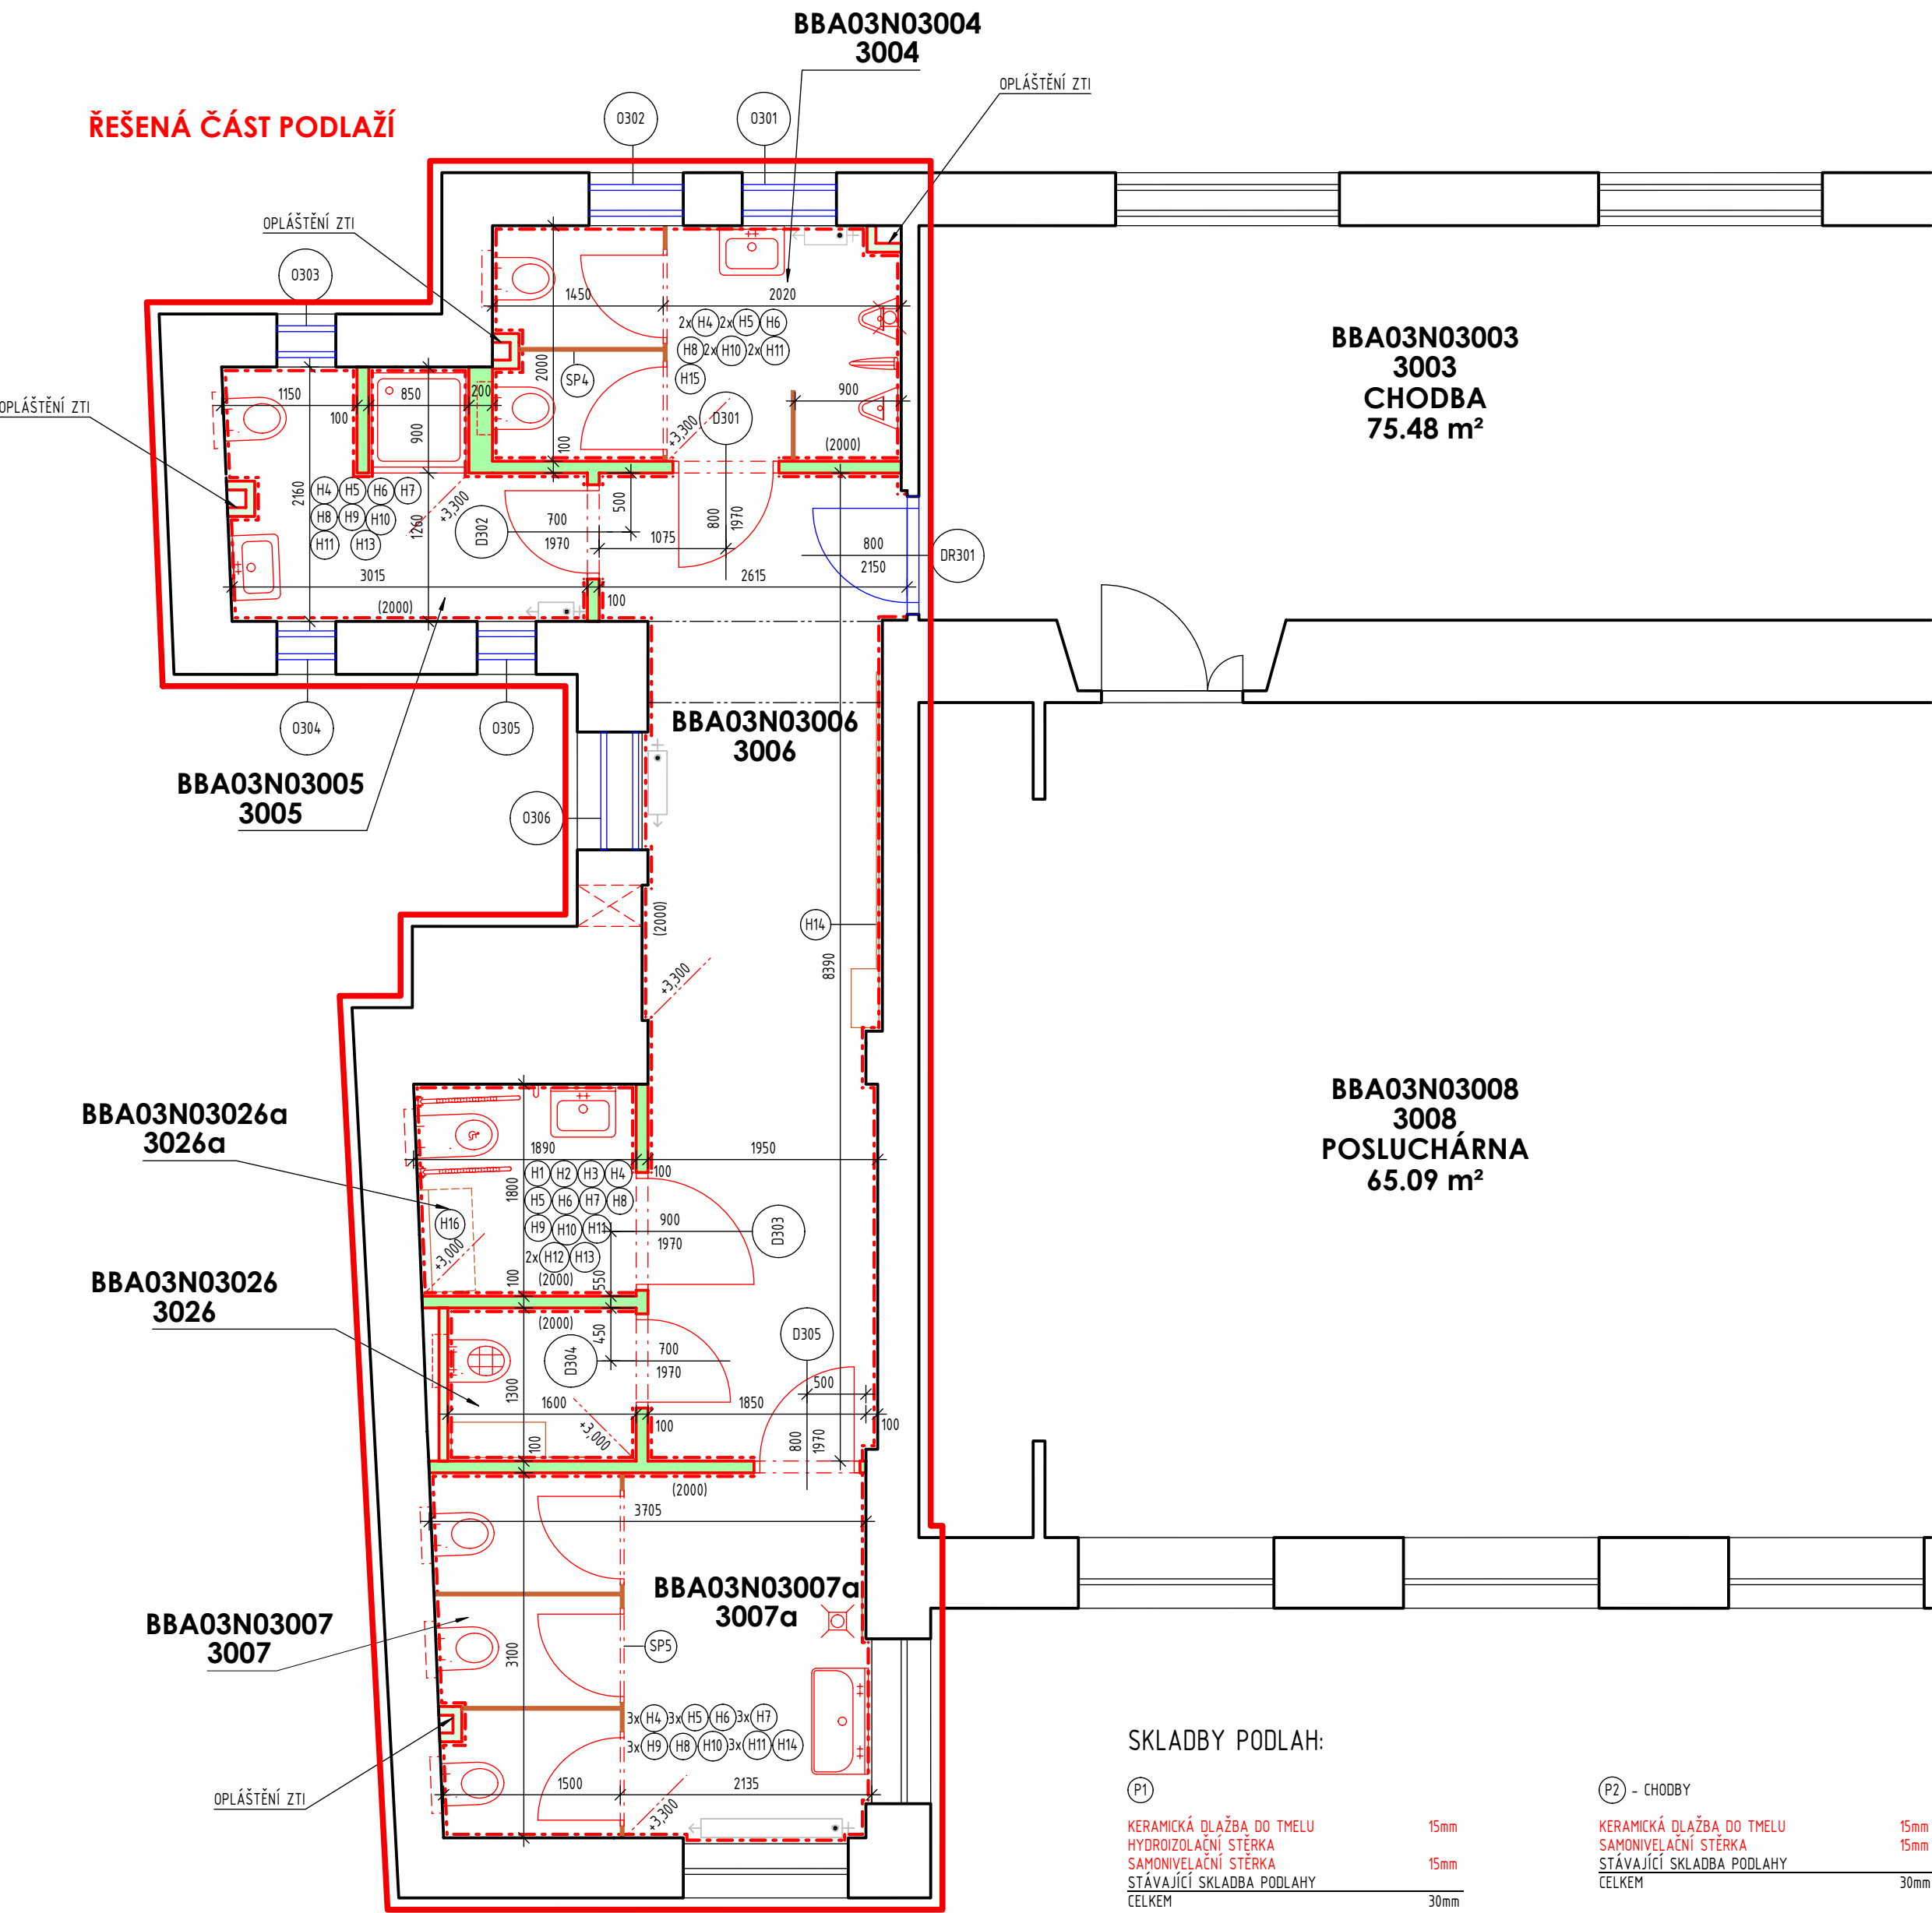 BBA03N03004
3004
OPLÁŠTĚNÍ ZTI
ŘEŠENÁ ČÁST PODLAŽÍ
O302
O301
OPLÁŠTĚNÍ ZTI
O303
1450
2020
2x H4 2x H5 H6
H8 2x H10 2x H11
H15
2000
SP4
900
(2000)
D301
+3,300
100
OPLÁŠTĚNÍ ZTI
1150
100
850
200
900
2160
1260
H4 H5 H6 H7
H8 H9 H10
H11 H13
+3,300
D302
700
1970
500
1075
800
1970
800
2150
DR301
3015
(2000)
100
2615
O304
O305
BBA03N03003
3003
CHODBA
75.48 m²
BBA03N03006
3006
BBA03N03005
3005
O306
(2000)
H14
8390
+3,300
BBA03N03026a
3026a
1890
100
1950
1800
H1 H2 H3 H4
H5 H6 H7 H8
H9 H10 H11
2x H12 H13
H16
+3,000
900
1970
D303
100
(2000)
550
BBA03N03008
3008
POSLUCHÁRNA
65.09 m²
BBA03N03026
3026
(2000)
450
D304
700
1970
D305
1300
500
1600
100
1850
100
+3,000
100
800
1970
(2000)
3705
BBA03N03007a
3007a
BBA03N03007
3007
3100
SP5
3x H4 3x H5 H6 3x H7
3x H9 H8 H10 3x H11 H14
1500
2135
+3,300
OPLÁŠTĚNÍ ZTI
SKLADBY PODLAH:
P1
KERAMICKÁ DLAŽBA DO TMELU 15mm
HYDROIZOLAČNÍ STĚRKA
SAMONIVELAČNÍ STĚRKA 15mm
STÁVAJÍCÍ SKLADBA PODLAHY
CELKEM 30mm
P2 - CHODBY
KERAMICKÁ DLAŽBA DO TMELU 15mm
SAMONIVELAČNÍ STĚRKA 15mm
STÁVAJÍCÍ SKLADBA PODLAHY
CELKEM 30mm